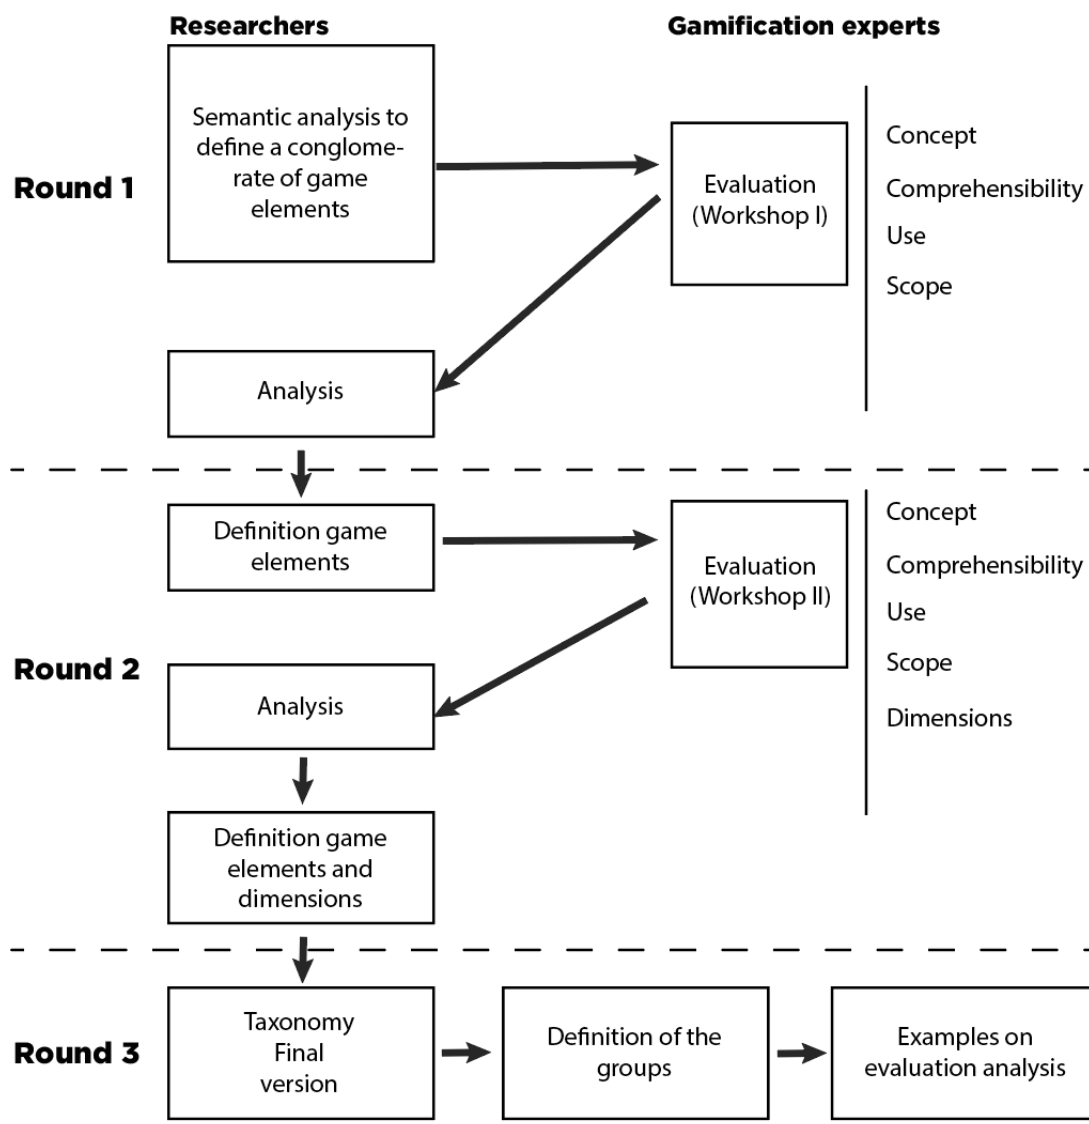 Researchers
Gamification experts
Round 1
Semantic analysis to
define a conglome-
rate of game
elements
Evaluation
(Workshop I)
Concept
Comprehensibility
Use
Scope
Analysis
Round 2
Definition game
elements
Evaluation
(Workshop II)
Concept
Comprehensibility
Use
Scope
Dimensions
Analysis
Definition game
elements and
dimensions
Round 3
Taxonomy
Final
version
Definition of the
groups
Examples on
evaluation analysis